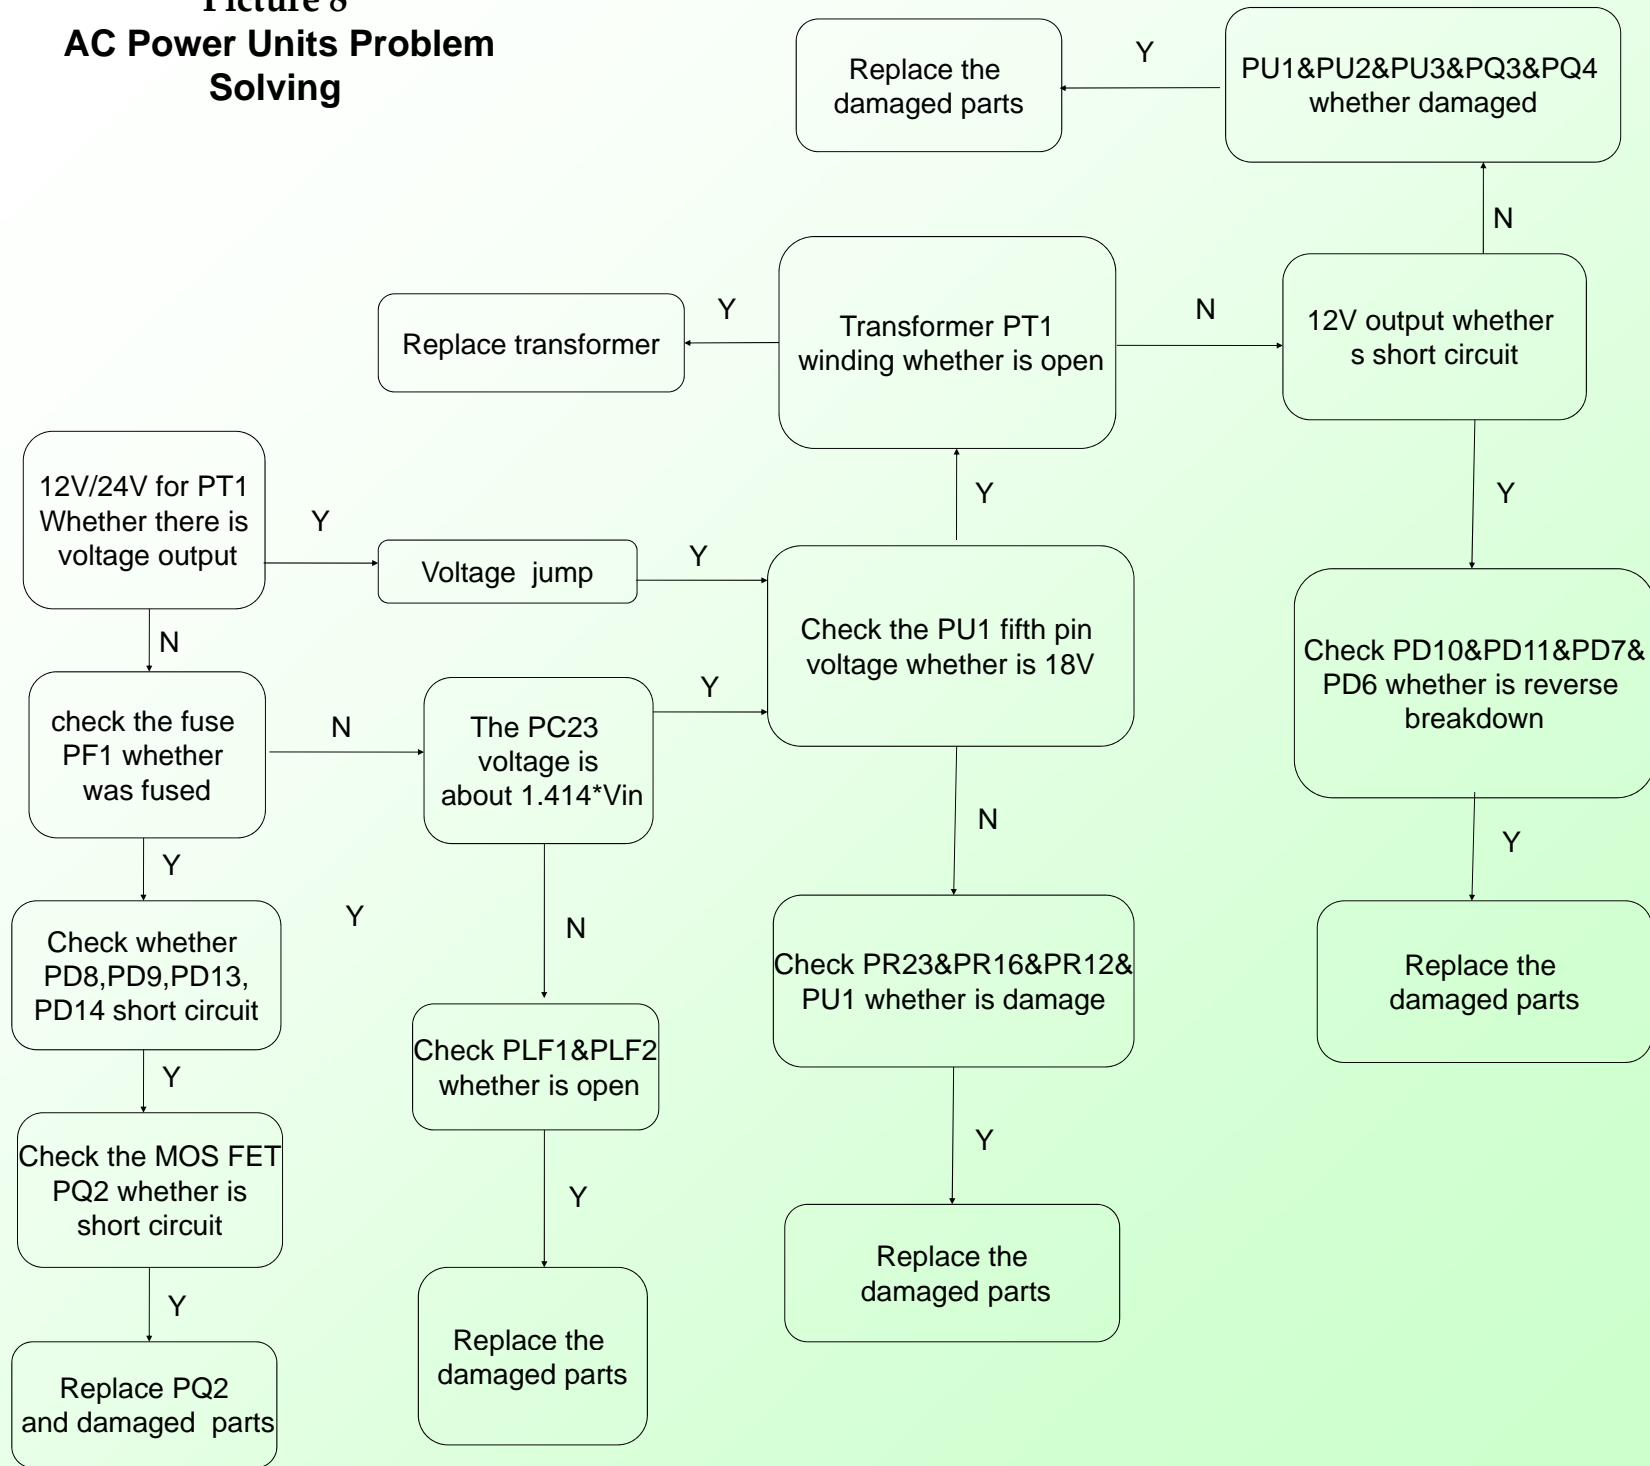 Picture 8
AC Power Units Problem
Solving
Replace the
damaged parts
Y
PU1&PU2&PU3&PQ3&PQ4
whether damaged
N
Replace transformer
Y
Transformer PT1
winding whether is open
N
12V output whether
s short circuit
12V/24V for PT1
Whether there is
voltage output
Y
Voltage jump
Y
Y
Y
Check the PU1 fifth pin
voltage whether is 18V
N
check the fuse
PF1 whether
was fused
N
The PC23
voltage is
about 1.414*Vin
Y
Check PD10&PD11&PD7&
PD6 whether is reverse
breakdown
N
Y
Y
Check whether
PD8,PD9,PD13,
PD14 short circuit
Y
N
Check PR23&PR16&PR12&
PU1 whether is damage
Replace the
damaged parts
Y
Check PLF1&PLF2
whether is open
Check the MOS FET
PQ2 whether is
short circuit
Y
Y
Y
Replace the
damaged parts
Replace the
damaged parts
Replace PQ2
and damaged parts